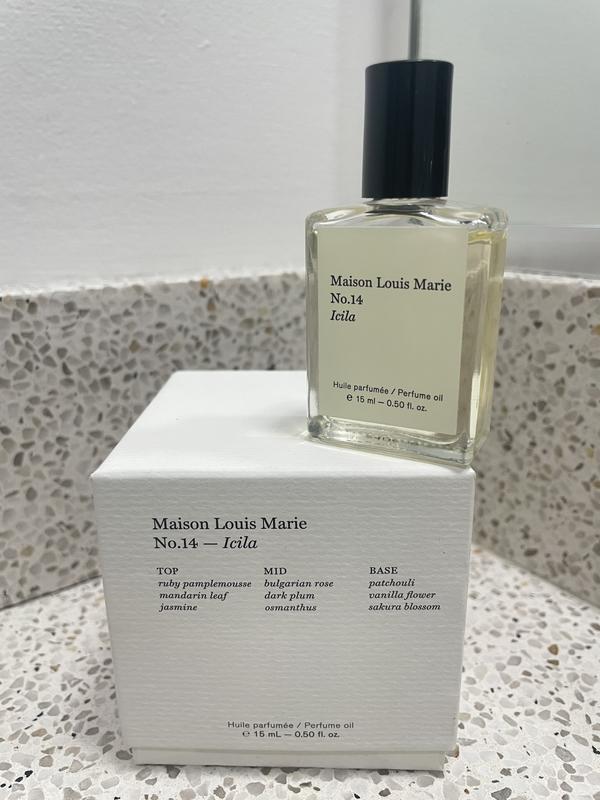 Maison Louis Marie
No.14
Icila
Huile parfumée / Perfume oil
℮ 15 ml — 0.50 fl. oz.
Maison Louis Marie
No.14 — Icila
TOP MID BASE
ruby pamplemousse bulgarian rose patchouli
mandarin leaf dark plum vanilla flower
jasmine osmanthus sakura blossom
Huile parfumée / Perfume oil
℮ 15 mL — 0.50 fl. oz.